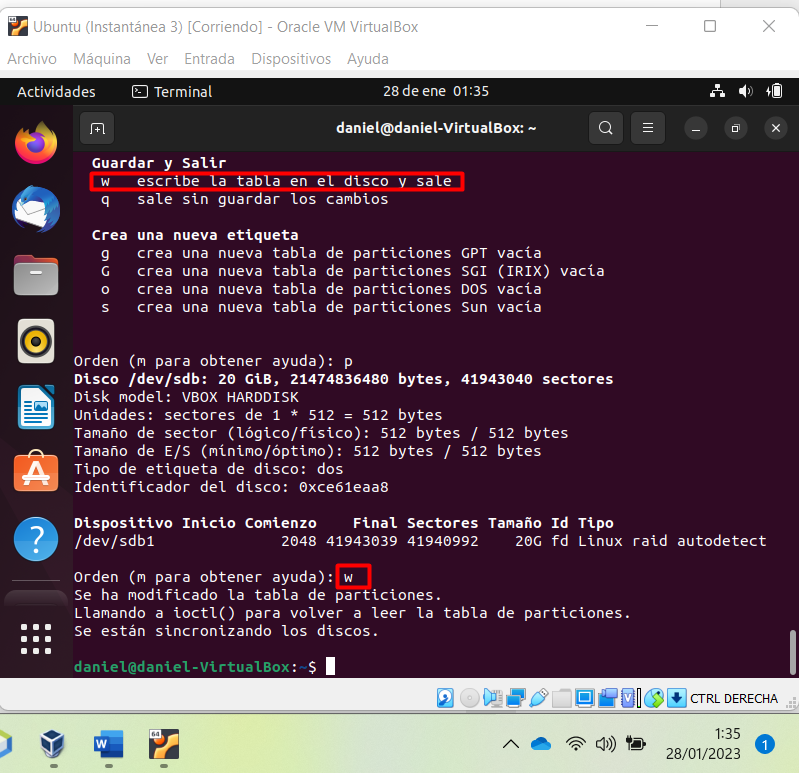 Ubuntu (Instantánea 3) [Corriendo] - Oracle VM VirtualBox
Archivo Máquina Ver Entrada Dispositivos Ayuda
Actividades Terminal 28 de ene 01:35
daniel@daniel-VirtualBox: ~
Guardar y Salir
w escribe la tabla en el disco y sale
q sale sin guardar los cambios
Crea una nueva etiqueta
g crea una nueva tabla de particiones GPT vacía
G crea una nueva tabla de particiones SGI (IRIX) vacía
o crea una nueva tabla de particiones DOS vacía
s crea una nueva tabla de particiones Sun vacía
Orden (m para obtener ayuda): p
Disco /dev/sdb: 20 GiB, 21474836480 bytes, 41943040 sectores
Disk model: VBOX HARDDISK
Unidades: sectores de 1 * 512 = 512 bytes
Tamaño de sector (lógico/físico): 512 bytes / 512 bytes
Tamaño de E/S (mínimo/óptimo): 512 bytes / 512 bytes
Tipo de etiqueta de disco: dos
Identificador del disco: 0xce61eaa8
Dispositivo Inicio Comienzo Final Sectores Tamaño Id Tipo
/dev/sdb1 2048 41943039 41940992 20G fd Linux raid autodetect
Orden (m para obtener ayuda): w
Se ha modificado la tabla de particiones.
Llamando a ioctl() para volver a leer la tabla de particiones.
Se están sincronizando los discos.
daniel@daniel-VirtualBox:~$
CTRL DERECHA
W
64
1:35
28/01/2023
1